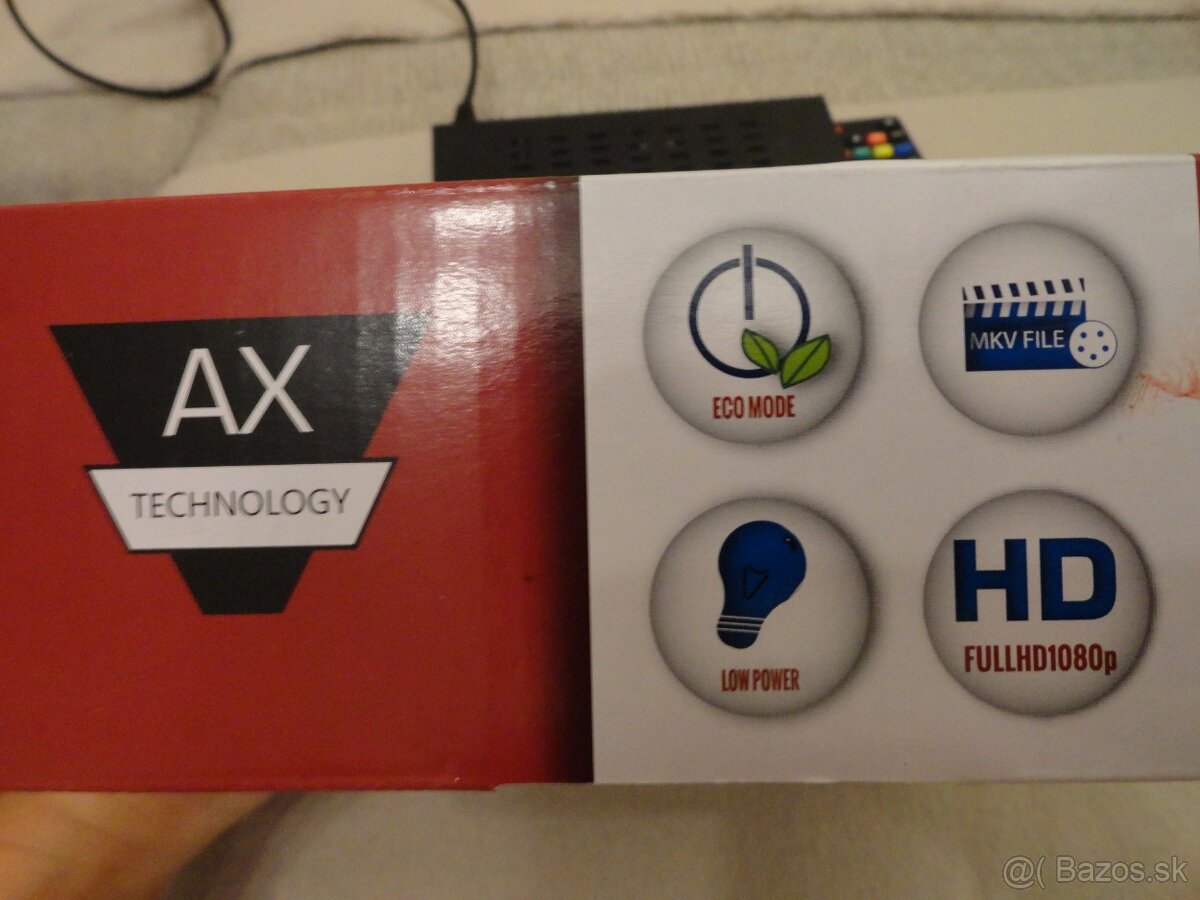 AX
TECHNOLOGY
ECO MODE
MKV FILE
LOW POWER
HD
FULLHD1080p
@( Bazos.sk